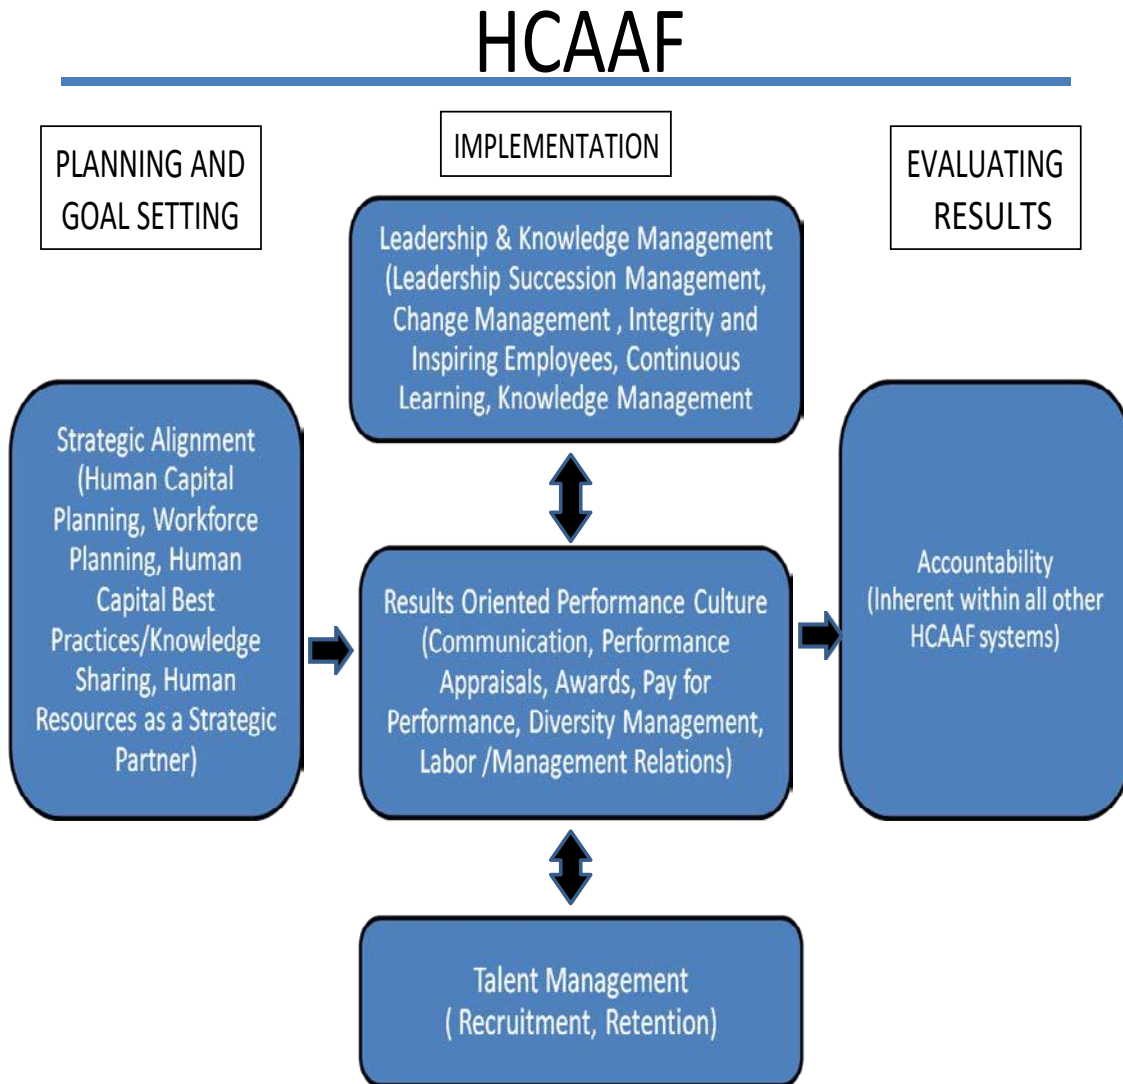 HCAAF
PLANNING AND
GOAL SETTING
IMPLEMENTATION
EVALUATING
RESULTS
Leadership & Knowledge Management
(Leadership Succession Management,
Change Management , Integrity and
Inspiring Employees, Continuous
Learning, Knowledge Management
Strategic Alignment
(Human Capital
Planning, Workforce
Planning, Human
Capital Best
Practices/Knowledge
Sharing, Human
Resources as a Strategic
Partner)
Results Oriented Performance Culture
(Communication, Performance
Appraisals, Awards, Pay for
Performance, Diversity Management,
Labor /Management Relations)
Accountability
(Inherent within all other
HCAAF systems)
Talent Management
( Recruitment, Retention)